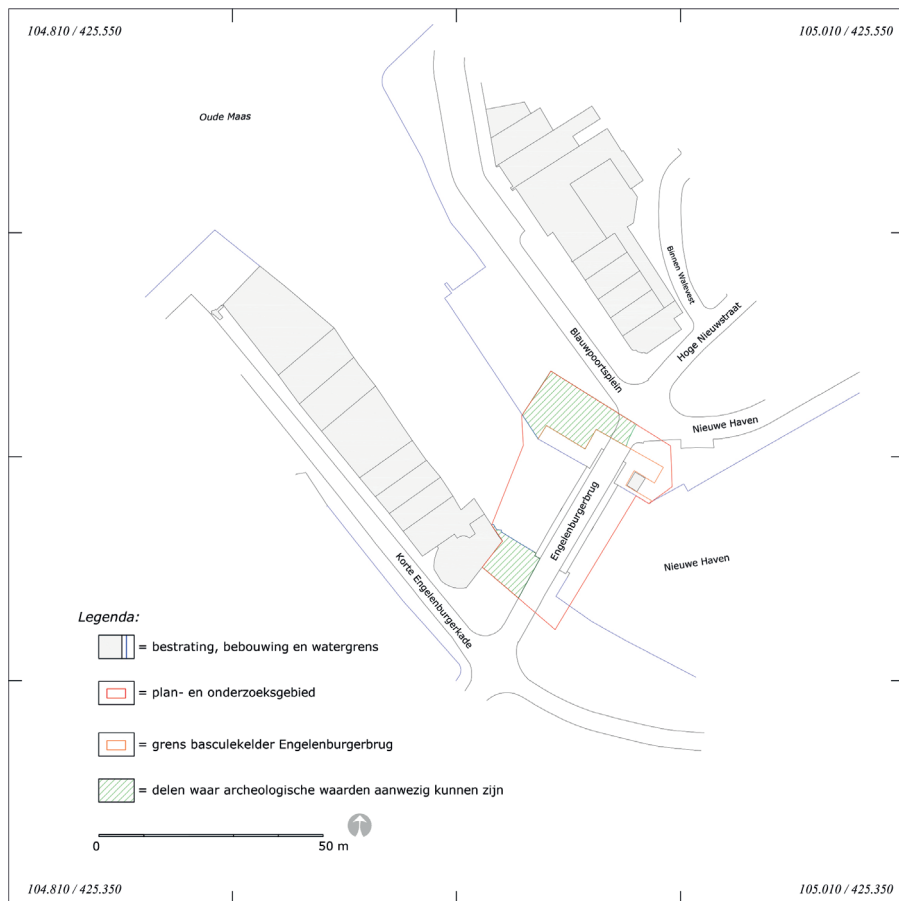 104.810 / 425.550
105.010 / 425.550
Oude Maas
Binnen Walevest
Hoge Nieuwstraat
Blauwpoortsplein
Nieuwe Haven
Engelenburgerbrug
Nieuwe Haven
Korte Engelenburgerkade
Legenda:
= bestrating, bebouwing en watergrens
= plan- en onderzoeksgebied
= grens basculekelder Engelenburgerbrug
= delen waar archeologische waarden aanwezig kunnen zijn
0 50 m
104.810 / 425.350
105.010 / 425.350